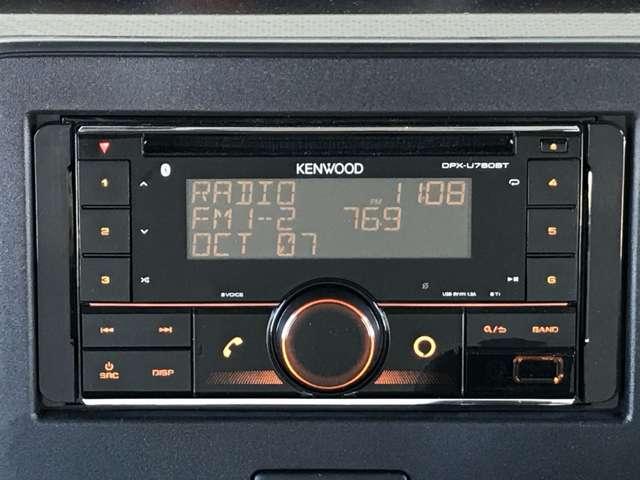 KENWOOD DPX-U760BT
1 RADIO 11:08 4
2 FM1-2 PM 76.9 5
3 OCT 07 6
BAND
SRC DISP